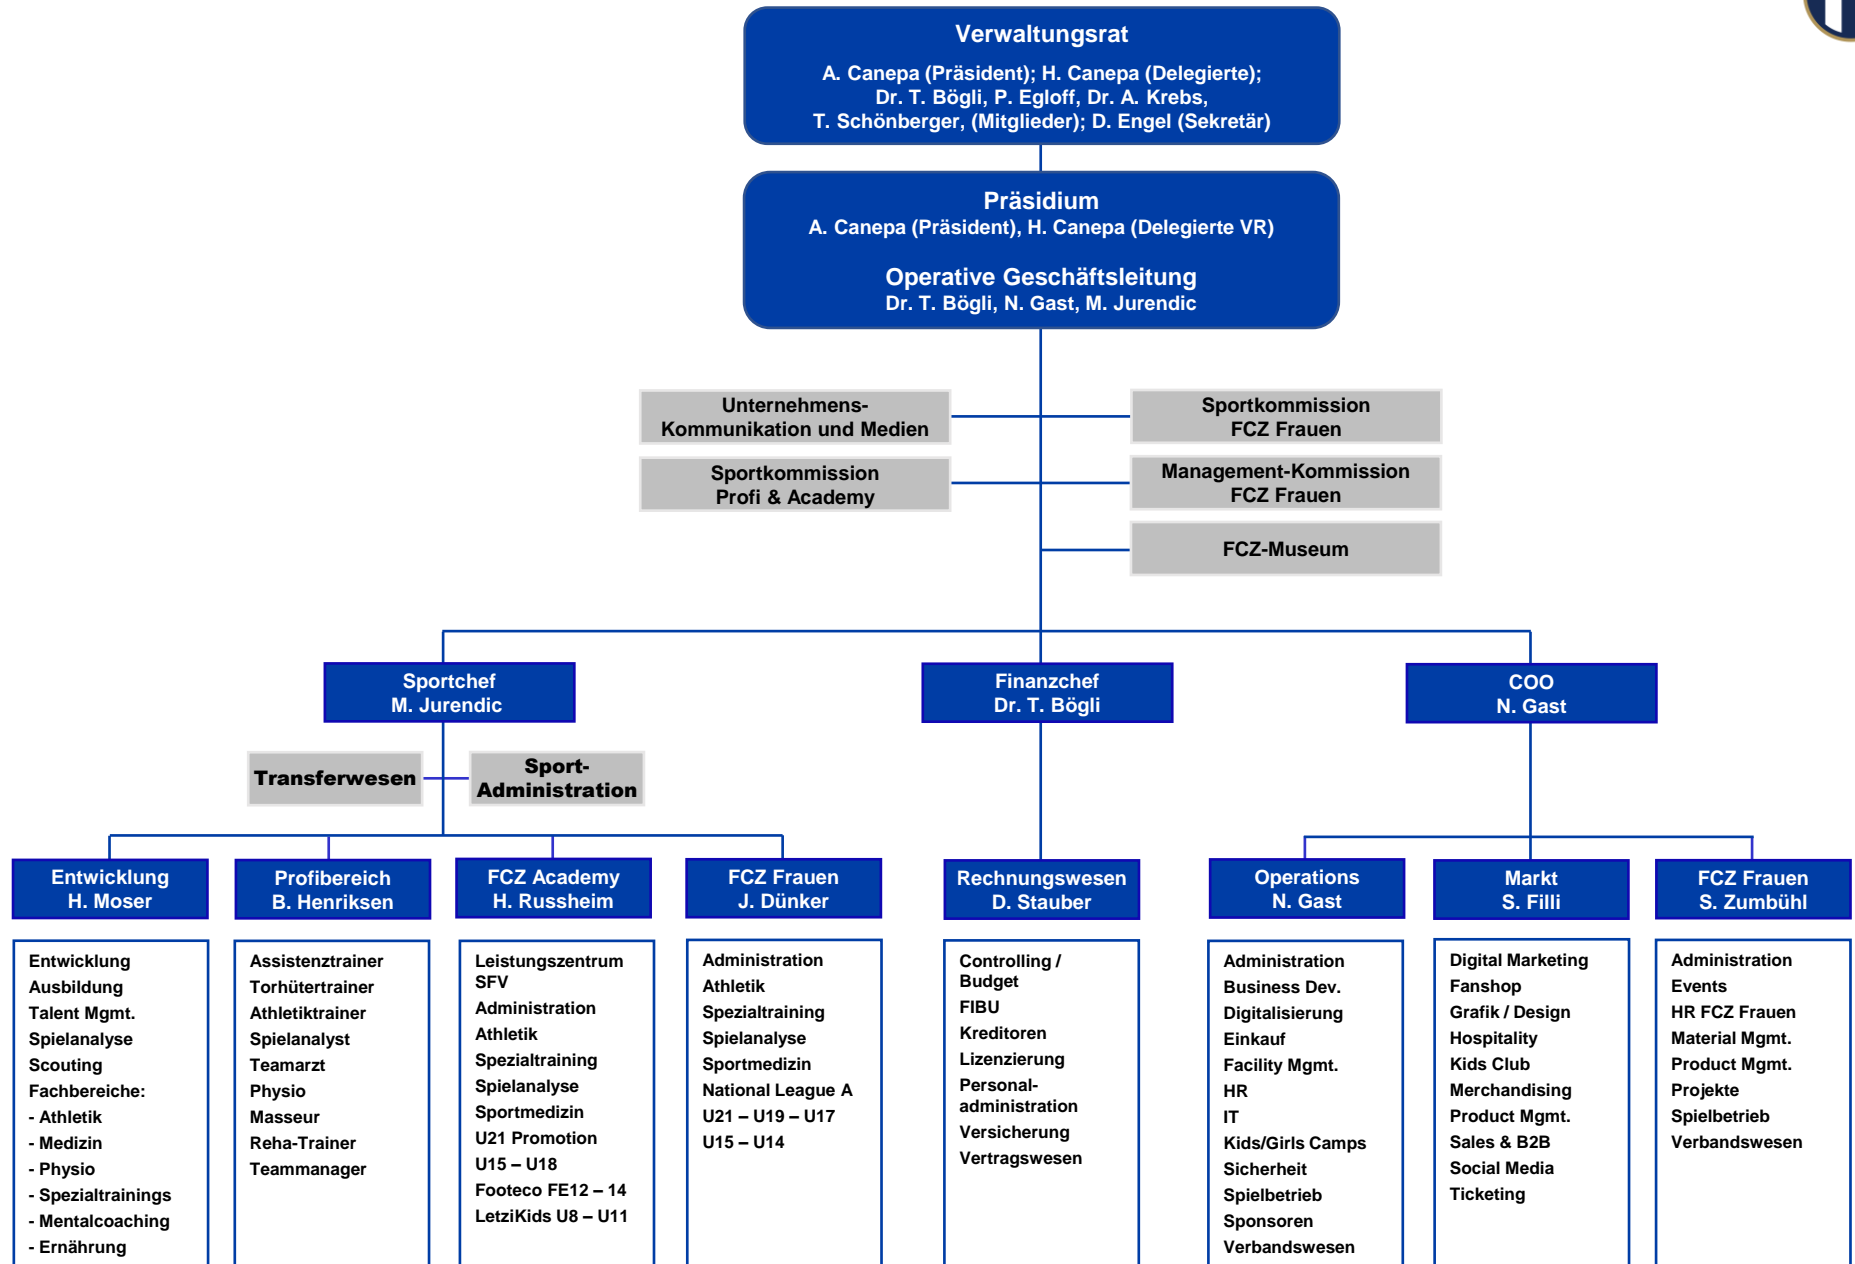 Verwaltungsrat
A. Canepa (Präsident); H. Canepa (Delegierte);
Dr. T. Bögli, P. Egloff, Dr. A. Krebs,
T. Schönberger, (Mitglieder); D. Engel (Sekretär)
Präsidium
A. Canepa (Präsident), H. Canepa (Delegierte VR)
Operative Geschäftsleitung
Dr. T. Bögli, N. Gast, M. Jurendic
Unternehmens-
Kommunikation und Medien
Sportkommission
FCZ Frauen
Sportkommission
Profi & Academy
Management-Kommission
FCZ Frauen
FCZ-Museum
Sportchef
M. Jurendic
Finanzchef
Dr. T. Bögli
COO
N. Gast
Transferwesen
Sport-
Administration
Entwicklung
H. Moser
Profibereich
B. Henriksen
FCZ Academy
H. Russheim
FCZ Frauen
J. Dünker
Rechnungswesen
D. Stauber
Operations
N. Gast
Markt
S. Filli
FCZ Frauen
S. Zumbühl
Entwicklung
Ausbildung
Talent Mgmt.
Spielanalyse
Scouting
Fachbereiche:
- Athletik
- Medizin
- Physio
- Spezialtrainings
- Mentalcoaching
- Ernährung
Assistenztrainer
Torhütertrainer
Athletiktrainer
Spielanalyst
Teamarzt
Physio
Masseur
Reha-Trainer
Teammanager
Leistungszentrum
SFV
Administration
Athletik
Spezialtraining
Spielanalyse
Sportmedizin
U21 Promotion
U15 – U18
Footeco FE12 – 14
LetziKids U8 – U11
Administration
Athletik
Spezialtraining
Spielanalyse
Sportmedizin
National League A
U21 – U19 – U17
U15 – U14
Controlling /
Budget
FIBU
Kreditoren
Lizenzierung
Personal-
administration
Versicherung
Vertragswesen
Administration
Business Dev.
Digitalisierung
Einkauf
Facility Mgmt.
HR
IT
Kids/Girls Camps
Sicherheit
Spielbetrieb
Sponsoren
Verbandswesen
Digital Marketing
Fanshop
Grafik / Design
Hospitality
Kids Club
Merchandising
Product Mgmt.
Sales & B2B
Social Media
Ticketing
Administration
Events
HR FCZ Frauen
Material Mgmt.
Product Mgmt.
Projekte
Spielbetrieb
Verbandswesen